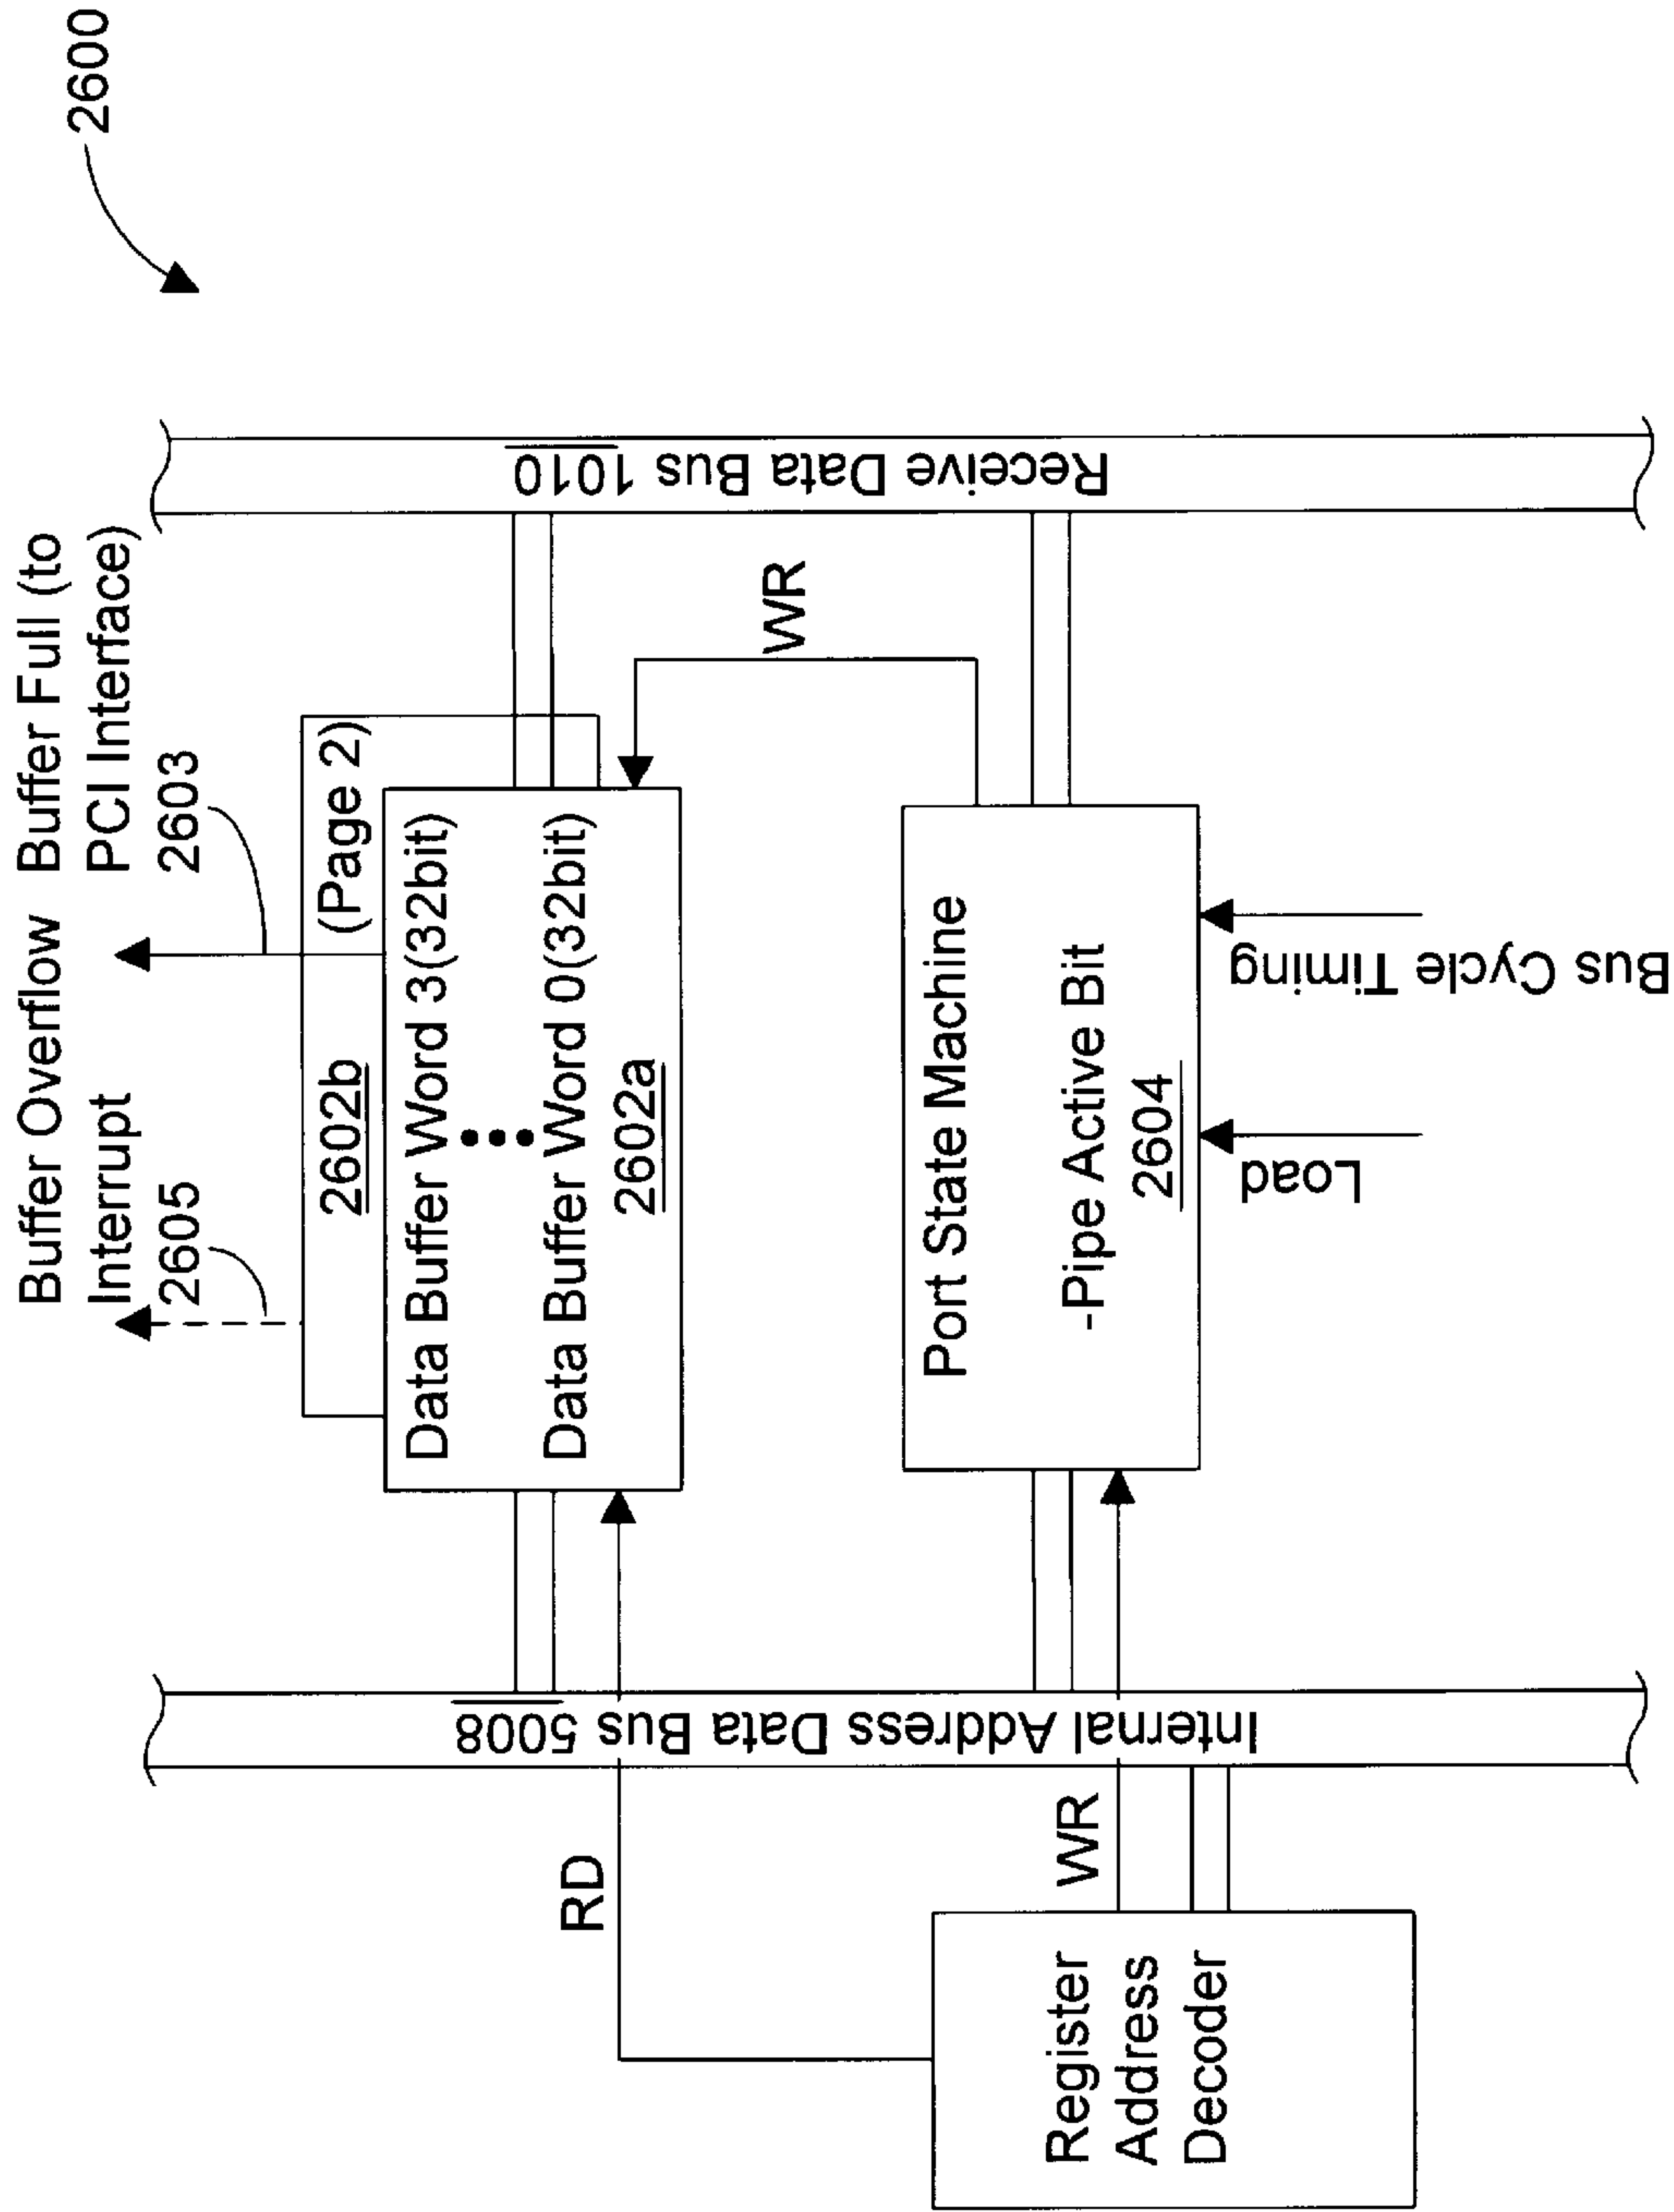 2600
Buffer Overflow
Interrupt
2605
Buffer Full (to
PCI Interface)
2603
2602b
(Page 2)
Data Buffer Word 3(32bit)
Data Buffer Word 0(32bit)
2602a
RD
WR
Internal Address Data Bus 5008
Receive Data Bus 1010
Port State Machine
-Pipe Active Bit
2604
WR
Register
Address
Decoder
Load
Bus Cycle Timing